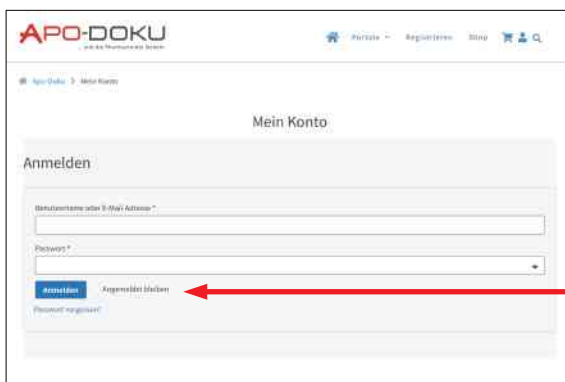 APO-DOKU
Portale Registrieren Shop
Apo-Doku > Mein Konto
Mein Konto
Anmelden
Benutzername oder E-Mail Adresse *
Passwort *
Anmelden Angemeldet bleiben
Passwort vergessen?